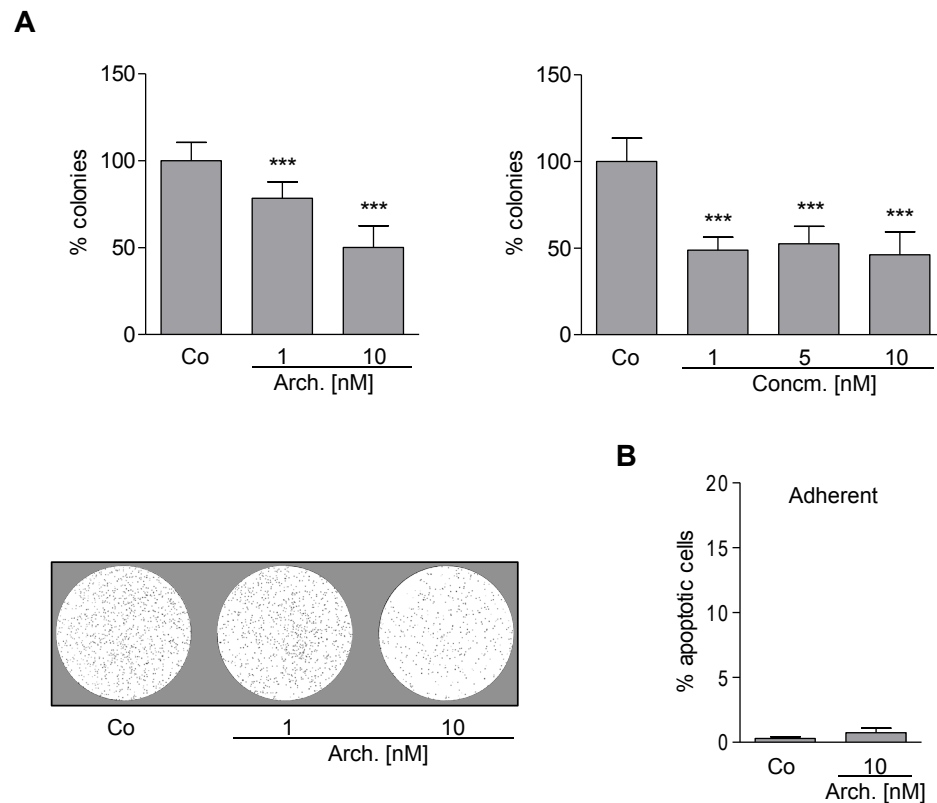 A
150
100
50
0
% colonies
***
***
Co
1
10
Arch. [nM]
150
100
50
0
% colonies
***
***
***
Co
1
5
10
Concm. [nM]
Co
1
10
Arch. [nM]
B
20
15
10
5
0
% apoptotic cells
Adherent
Co
10
Arch. [nM]